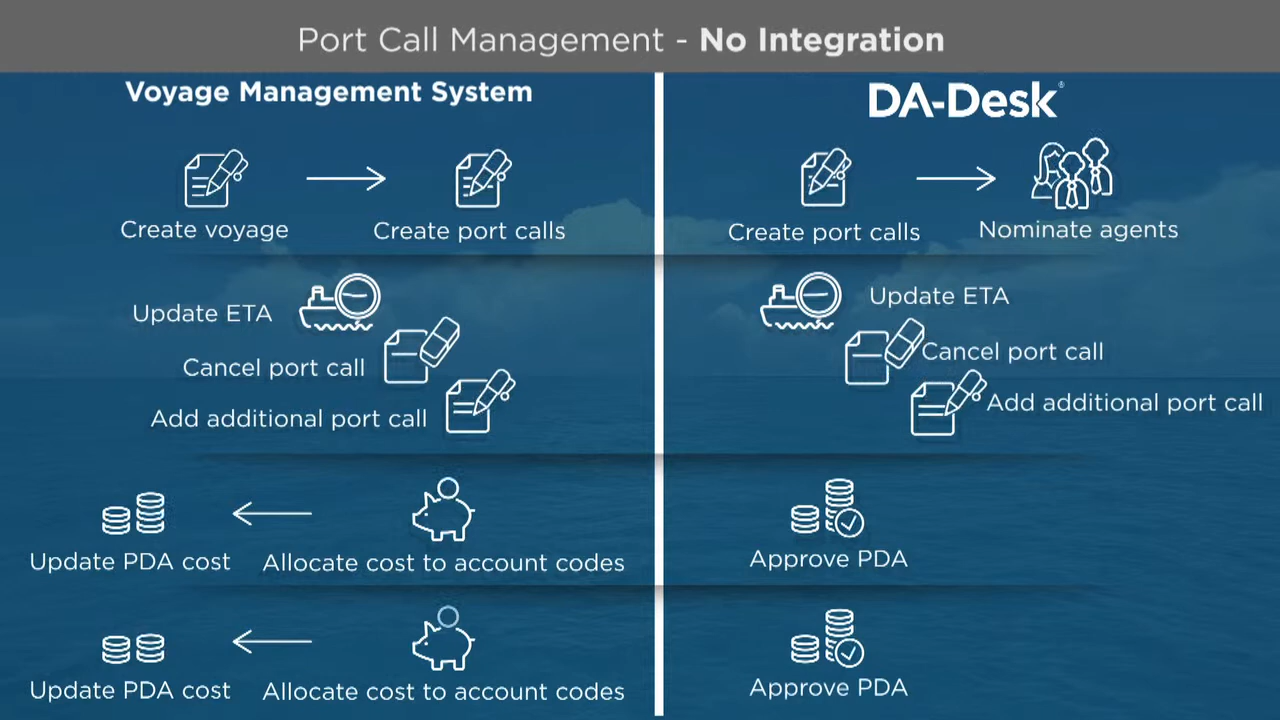 Port Call Management - No Integration
Voyage Management System
DA-Desk®
Create voyage
Create port calls
Create port calls
Nominate agents
Update ETA
Cancel port call
Add additional port call
Update ETA
Cancel port call
Add additional port call
Update PDA cost
Allocate cost to account codes
Approve PDA
Update PDA cost
Allocate cost to account codes
Approve PDA